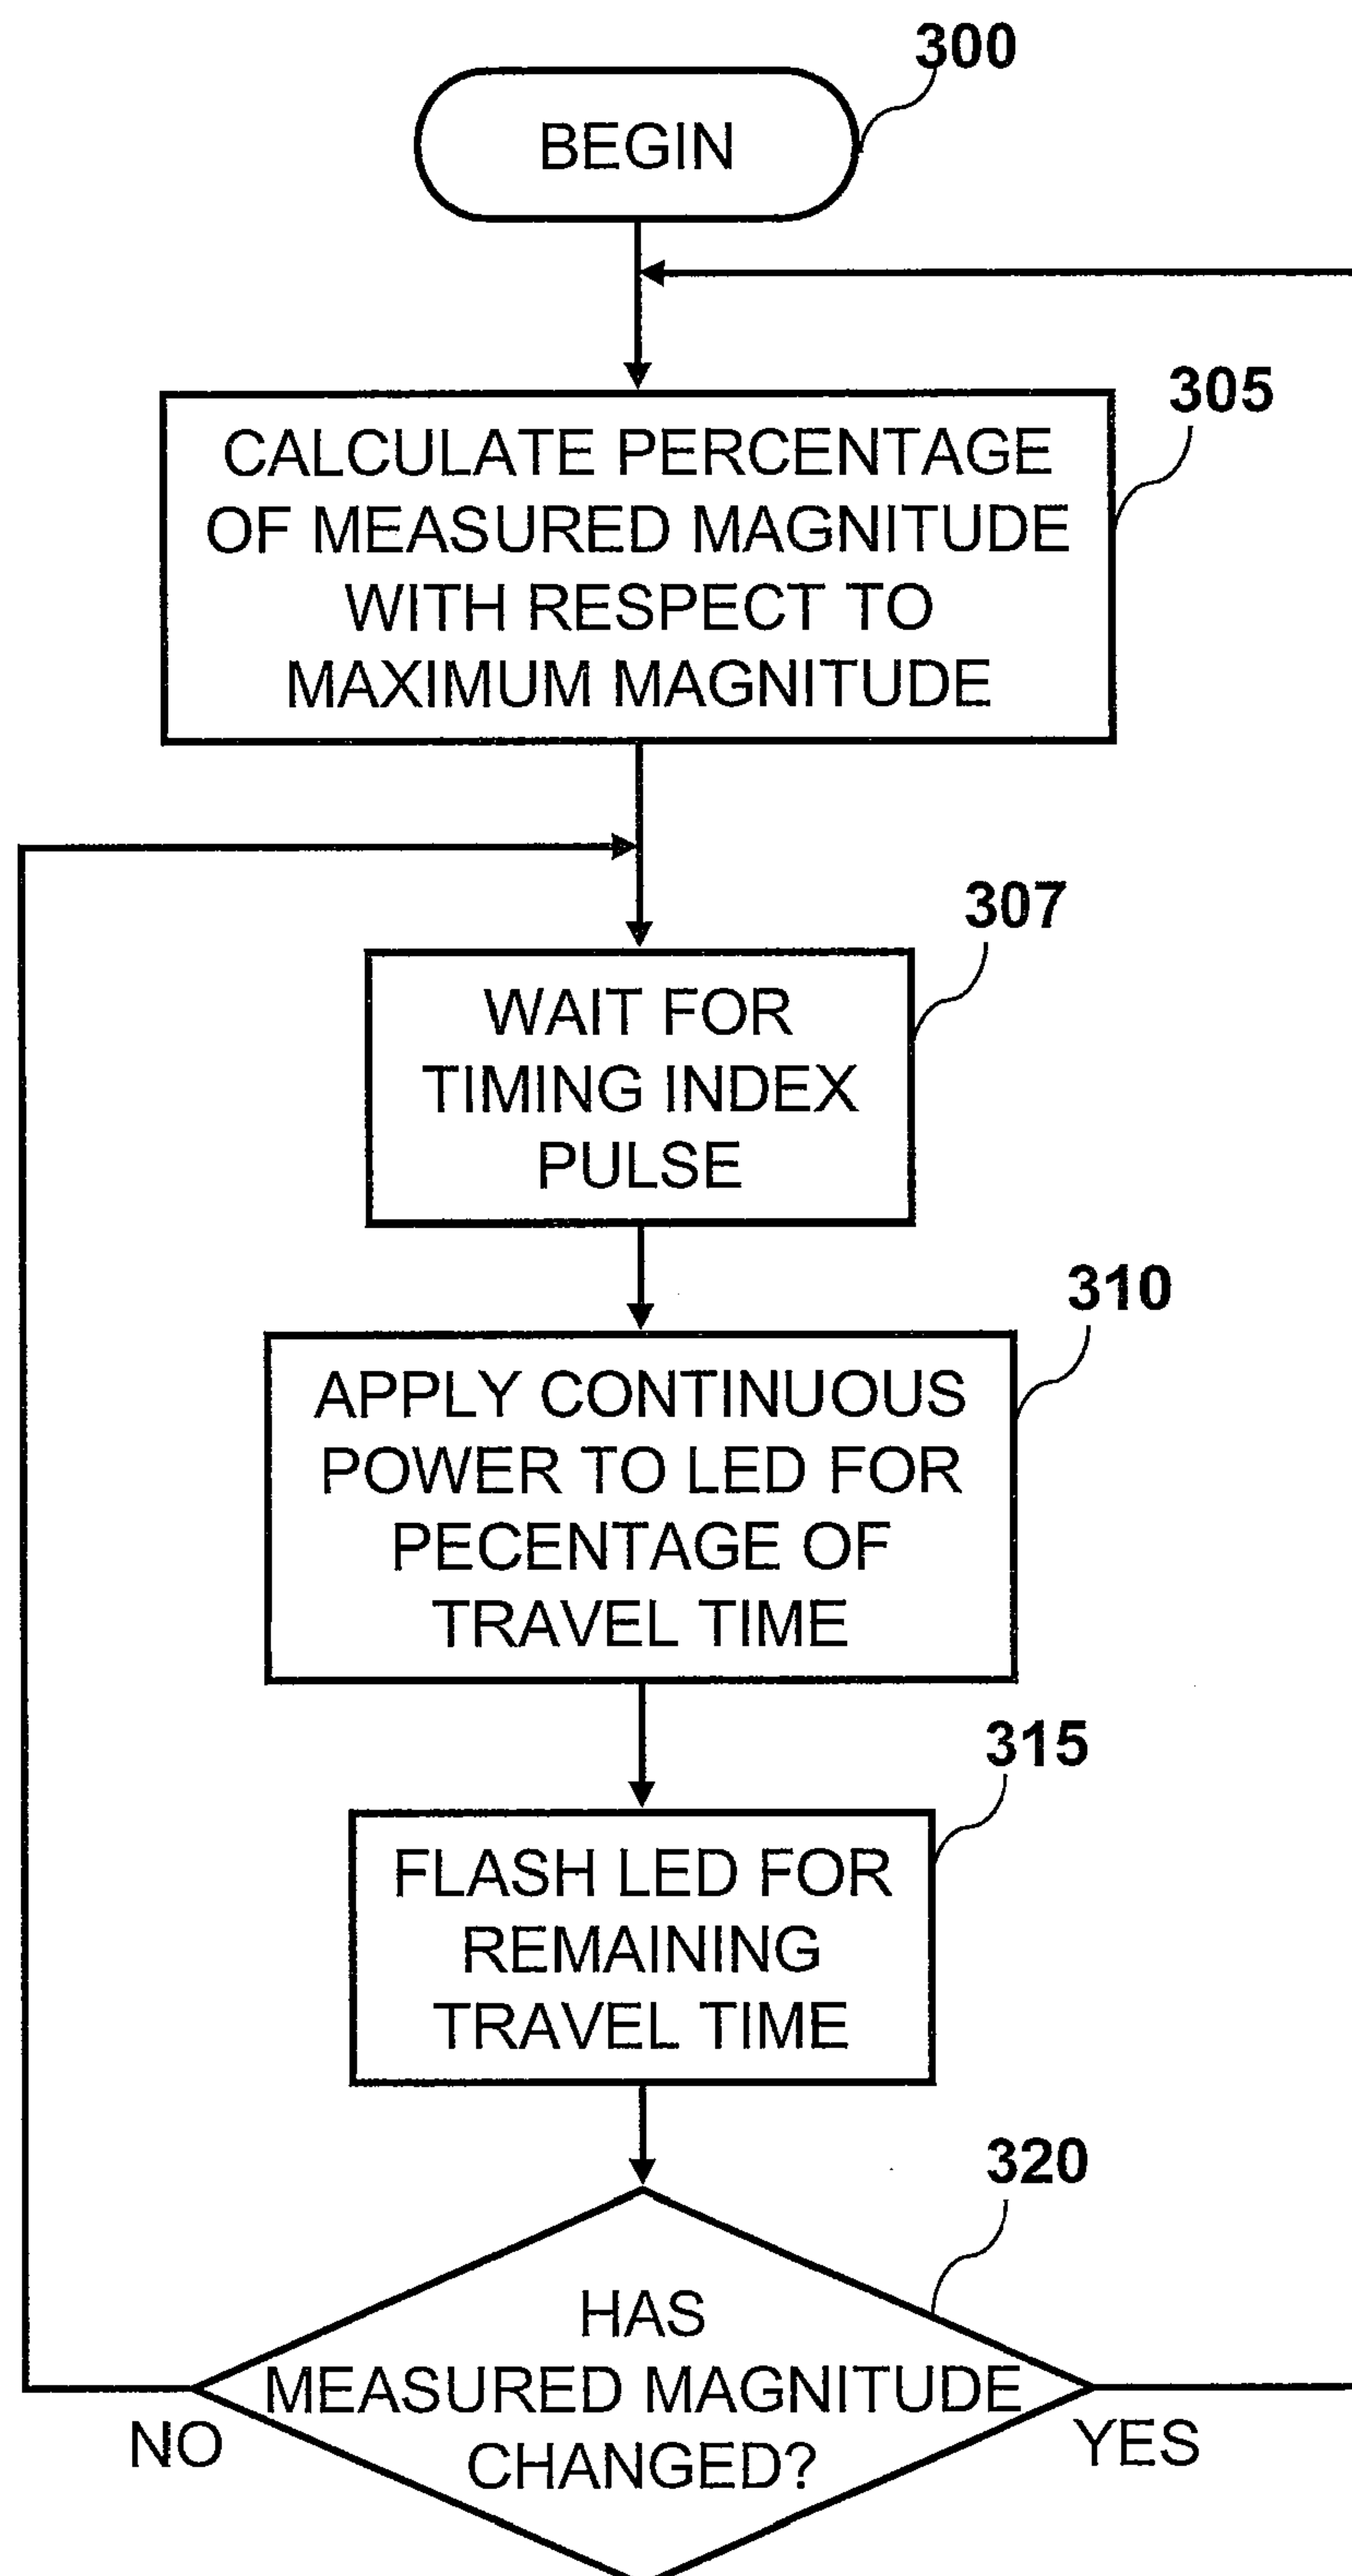 300
BEGIN
305
CALCULATE PERCENTAGE
OF MEASURED MAGNITUDE
WITH RESPECT TO
MAXIMUM MAGNITUDE
307
WAIT FOR
TIMING INDEX
PULSE
310
APPLY CONTINUOUS
POWER TO LED FOR
PECENTAGE OF
TRAVEL TIME
315
FLASH LED FOR
REMAINING
TRAVEL TIME
320
HAS
MEASURED MAGNITUDE
CHANGED?
NO
YES